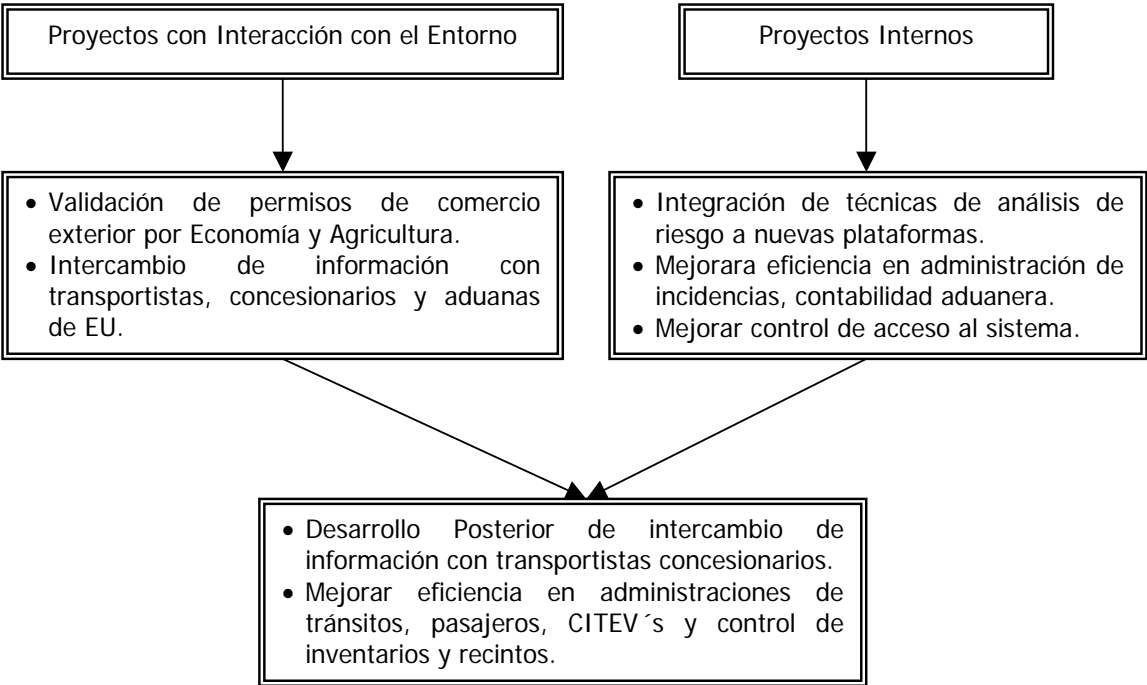 Proyectos con Interacción con el Entorno
Proyectos Internos
• Validación de permisos de comercio
exterior por Economía y Agricultura.
• Intercambio de información con
transportistas, concesionarios y aduanas
de EU.
• Integración de técnicas de análisis de
riesgo a nuevas plataformas.
• Mejorara eficiencia en administración de
incidencias, contabilidad aduanera.
• Mejorar control de acceso al sistema.
• Desarrollo Posterior de intercambio de
información con transportistas concesionarios.
• Mejorar eficiencia en administraciones de
tránsitos, pasajeros, CITEV´s y control de
inventarios y recintos.